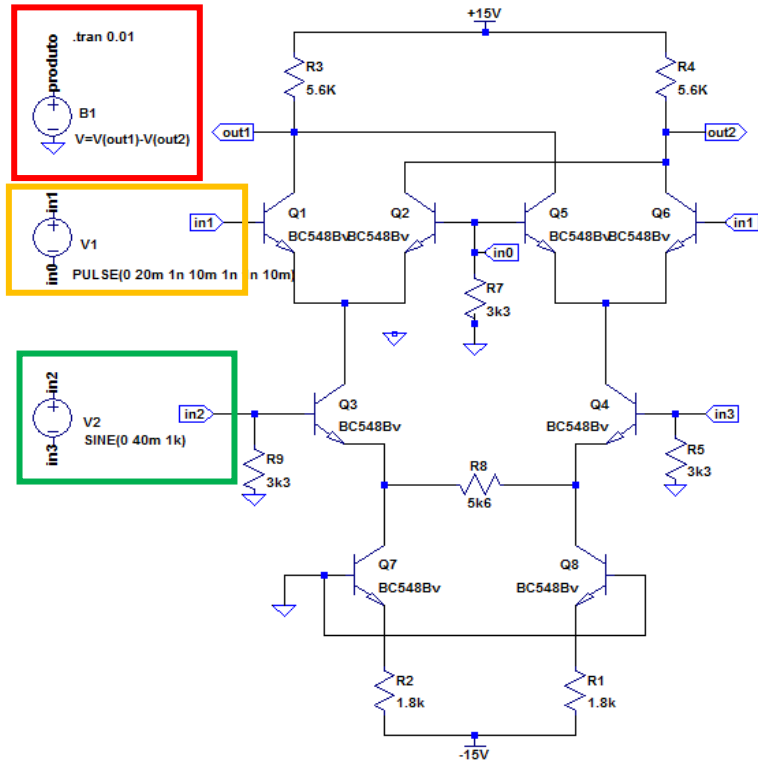 .tran 0.01
produto
B1
V=V(out1)-V(out2)
in1
V1
in0
PULSE(0 20m 1n 10m 1n n 10m)
in2
V2
in3
SINE(0 40m 1k)
+15V
R3
5.6K
R4
5.6K
out1
out2
in1
Q1
BC548Bv
Q2
BC548Bv
Q5
BC548Bv
Q6
BC548Bv
in1
in0
R7
3k3
in2
Q3
BC548Bv
Q4
BC548Bv
in3
R9
3k3
R5
3k3
R8
5k6
Q7
BC548Bv
Q8
BC548Bv
R2
1.8k
R1
1.8k
-15V